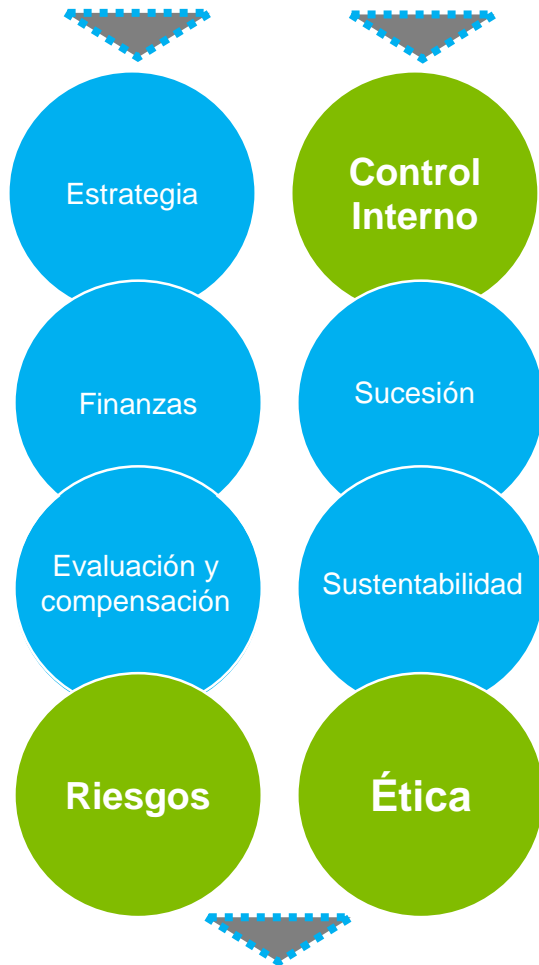 Estrategia
Control
Interno
Finanzas
Sucesión
Evaluación y
compensación
Sustentabilidad
Riesgos
Ética